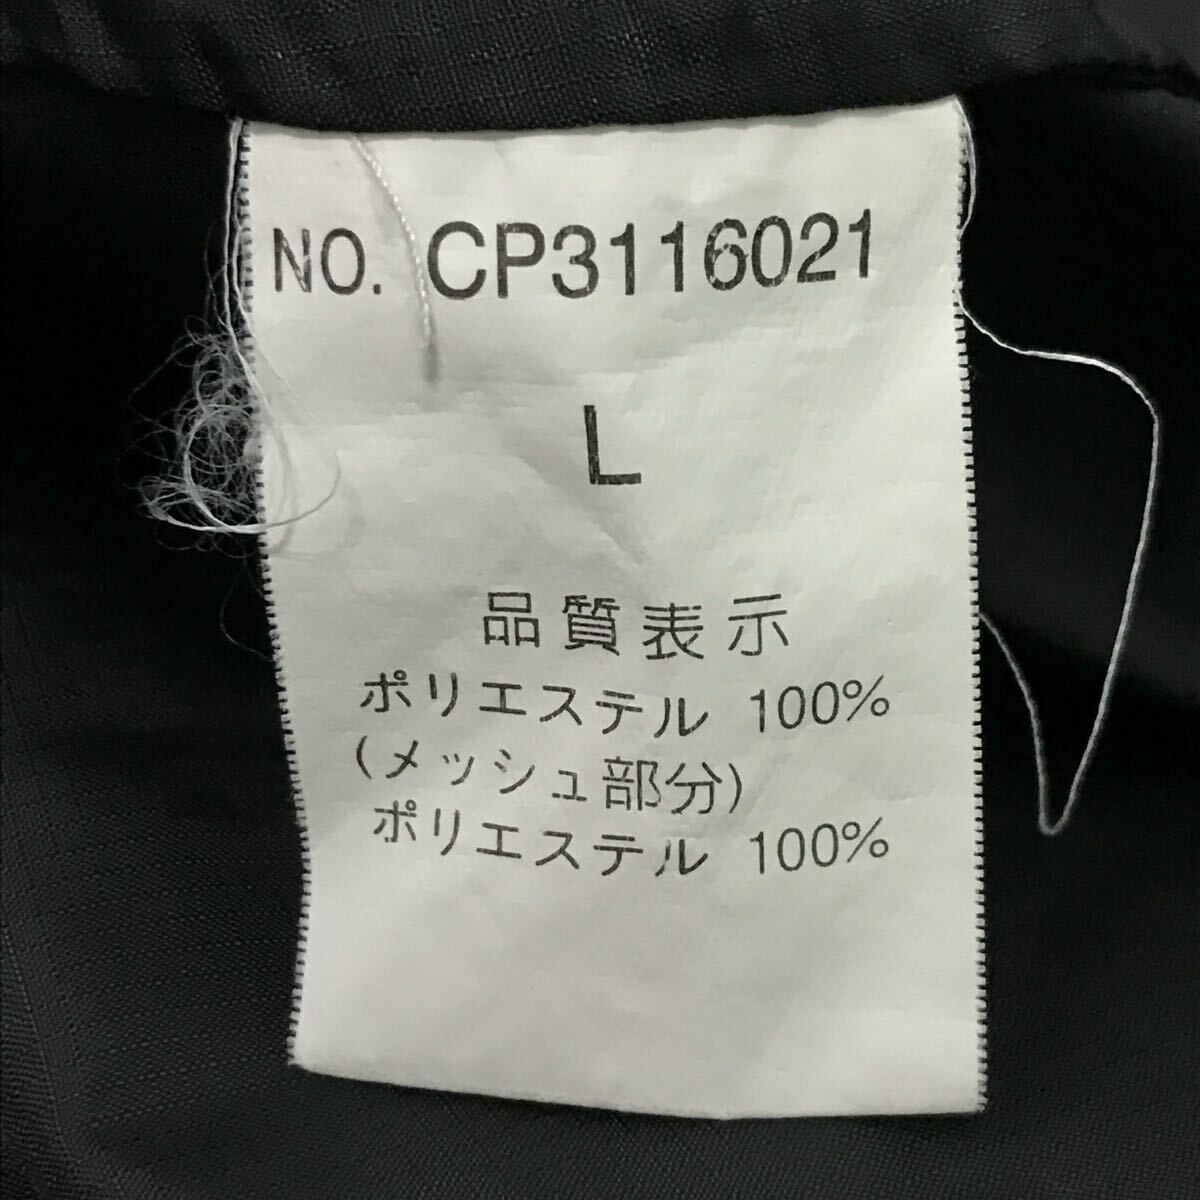 NO. CP3116021
L
品質表示
ポリエステル 100%
(メッシュ部分)
ポリエステル 100%